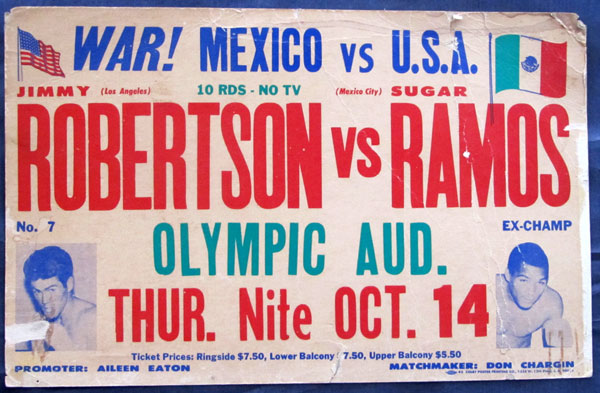 WAR! MEXICO VS U.S.A.
JIMMY (Los Angeles) 10 RDS - NO TV (Mexico City) SUGAR
ROBERTSON VS RAMOS
No. 7 EX-CHAMP
OLYMPIC AUD.
THUR. Nite OCT. 14
Ticket Prices: Ringside $7.50, Lower Balcony 7.50, Upper Balcony $5.50
PROMOTER: AILEEN EATON MATCHMAKER: DON CHARGIN